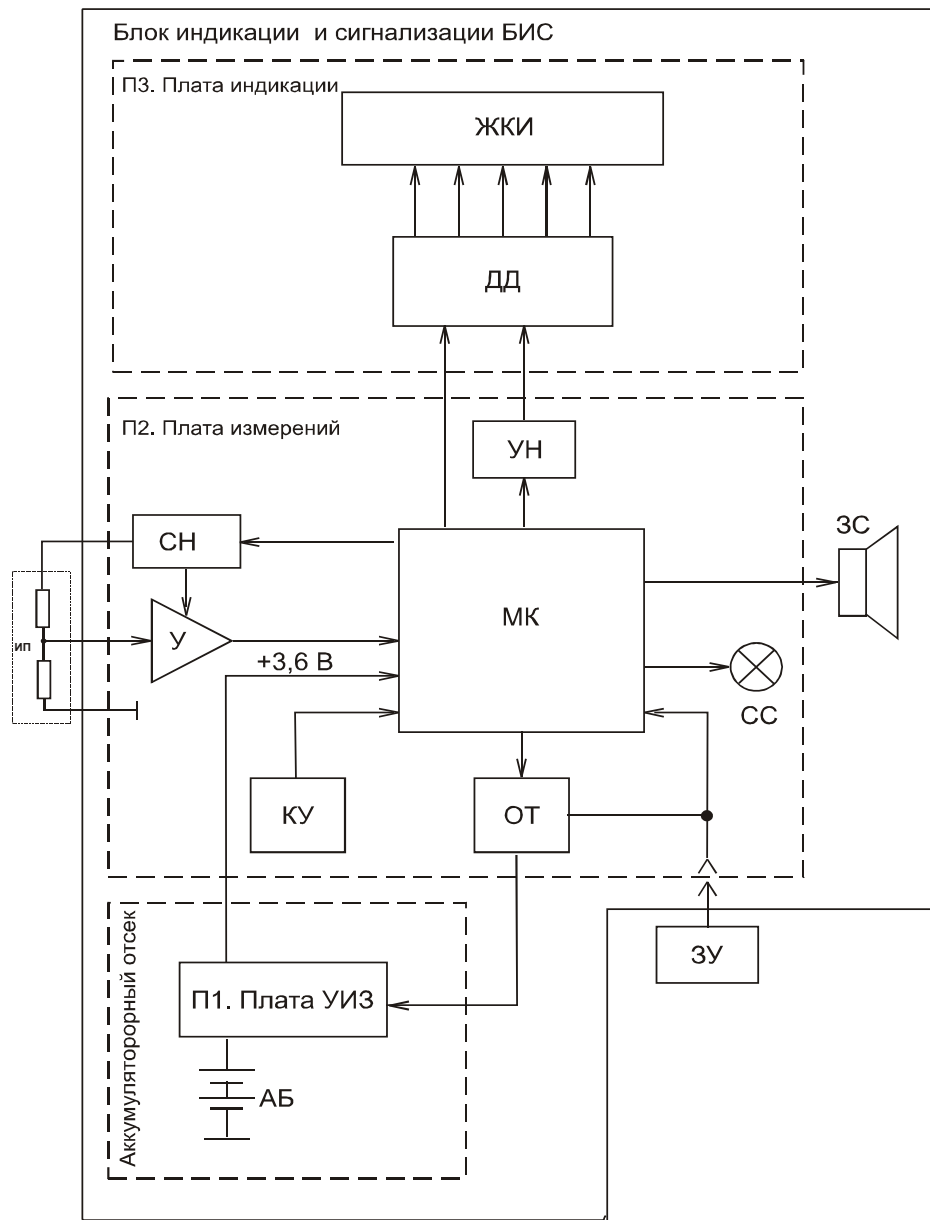 Блок индикации и сигнализации БИС
П3. Плата индикации
ЖКИ
ДД
П2. Плата измерений
УН
СН
ЗС
МК
ИП
У
+3,6 В
СС
КУ
ОТ
ЗУ
Аккумуляторорный отсек
П1. Плата УИЗ
АБ